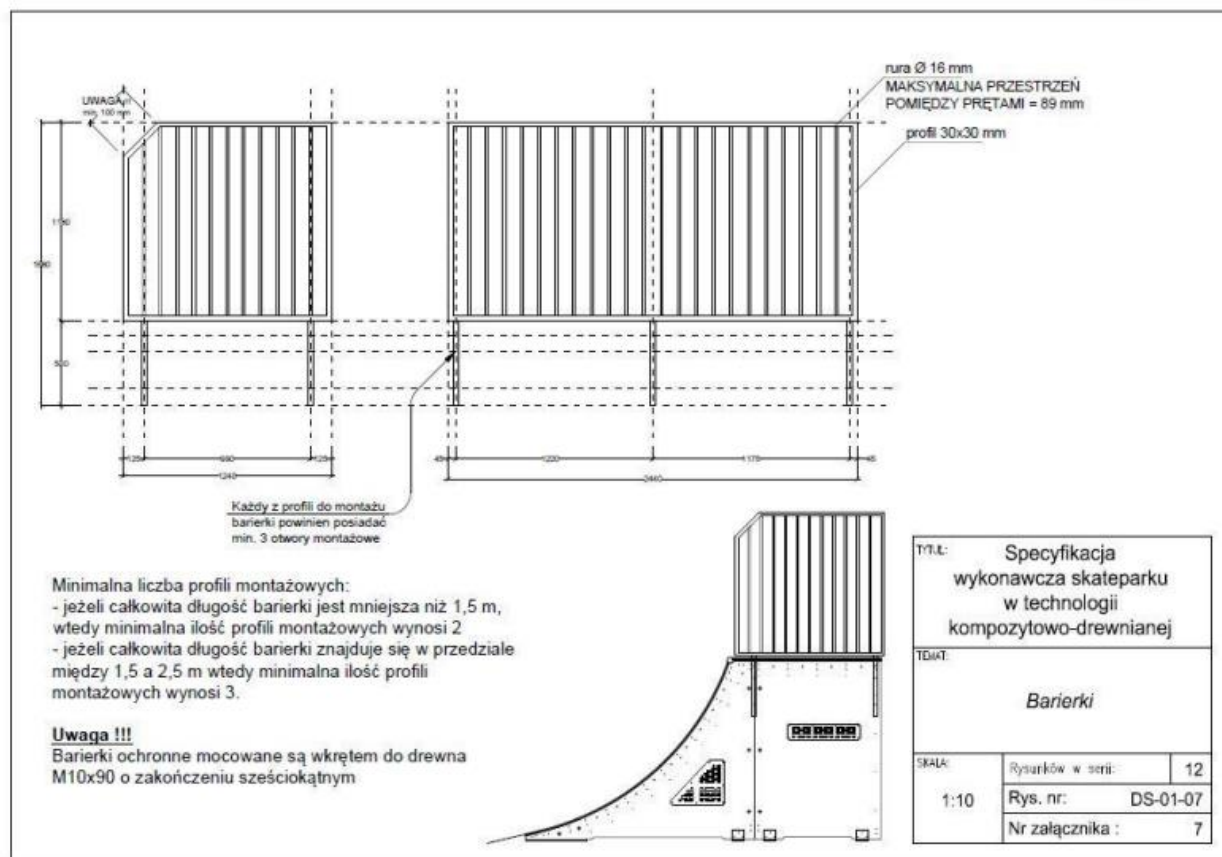 rura Ø 16 mm
MAKSYMALNA PRZESTRZEŃ
POMIĘDZY PRĘTAMI = 89 mm
profil 30x30 mm
UWAGA
min. 100 mm
125
125
1240
45
1220
1175
45
Każdy z profili do montażu
barierki powinien posiadać
min. 3 otwory montażowe
Minimalna liczba profili montażowych:
- jeżeli całkowita długość barierki jest mniejsza niż 1,5 m,
wtedy minimalna ilość profili montażowych wynosi 2
- jeżeli całkowita długość barierki znajduje się w przedziale
między 1,5 a 2,5 m wtedy minimalna ilość profili
montażowych wynosi 3.
Uwaga !!!
Barierki ochronne mocowane są wkrętem do drewna
M10x90 o zakończeniu sześciokątnym
TYTUŁ:
Specyfikacja
wykonawcza skateparku
w technologii
kompozytowo-drewnianej
TEMAT:
Barierki
SKALA:
1:10
Rysunków w serii: 12
Rys. nr: DS-01-07
Nr załącznika : 7